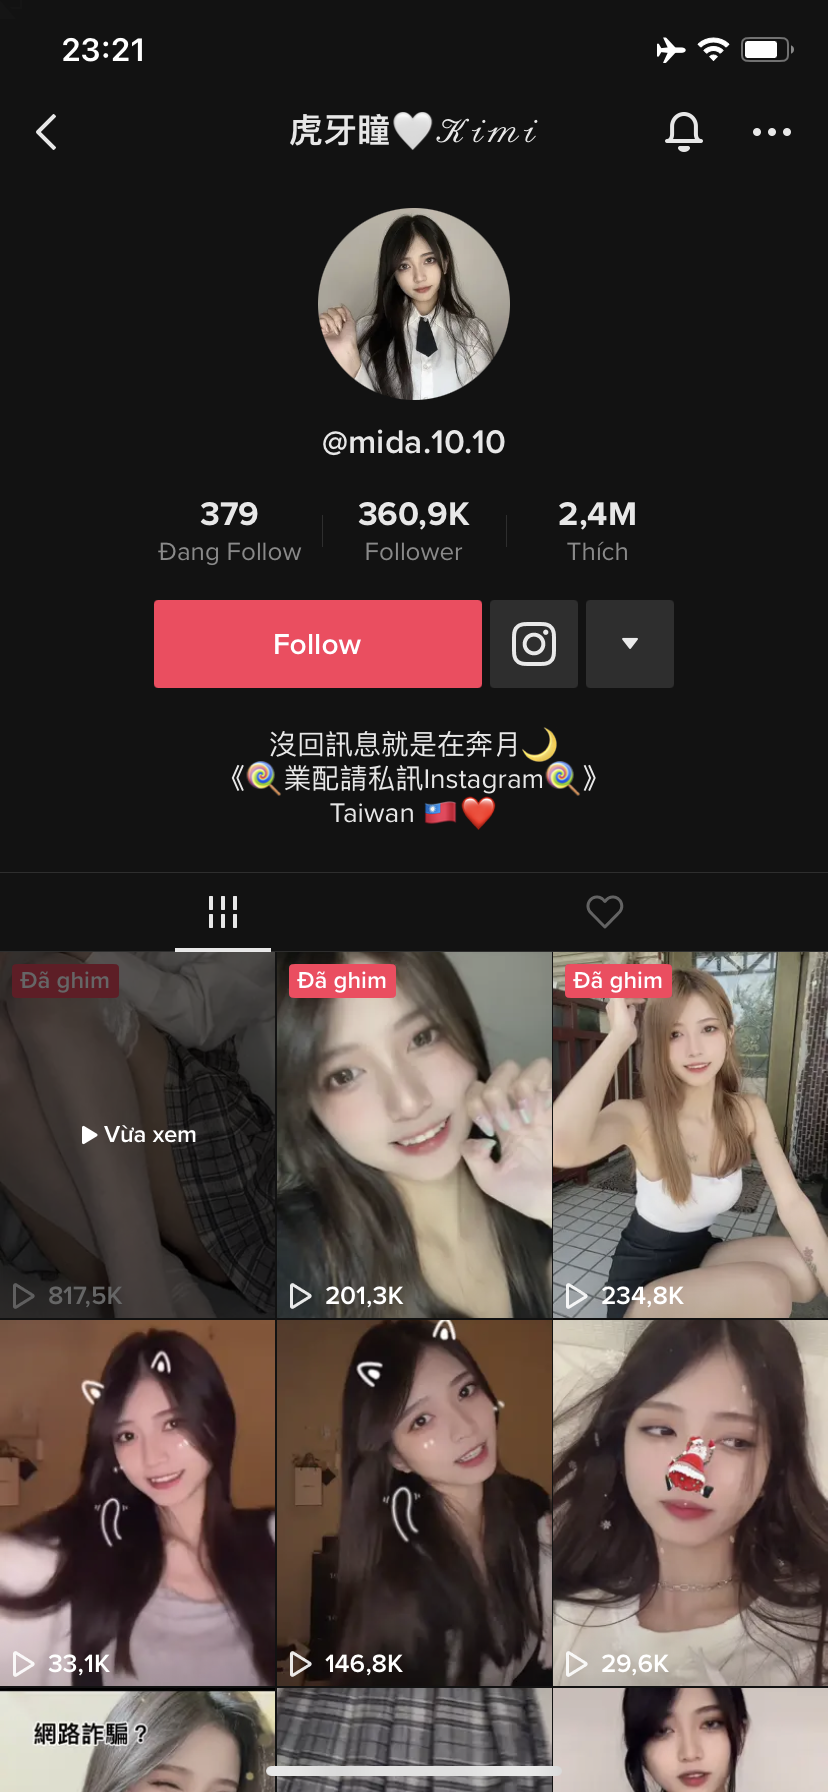 23:21
虎牙瞳🤍𝒦𝒾𝓂𝒾
@mida.10.10
379 360,9K 2,4M
Đang Follow Follower Thích
Follow
沒回訊息就是在奔月🌙
《🍭業配請私訊Instagram🍭》
Taiwan 🇹🇼❤️
Đã ghim Đã ghim Đã ghim
Vừa xem
817,5K 201,3K 234,8K
33,1K 146,8K 29,6K
網路詐騙？